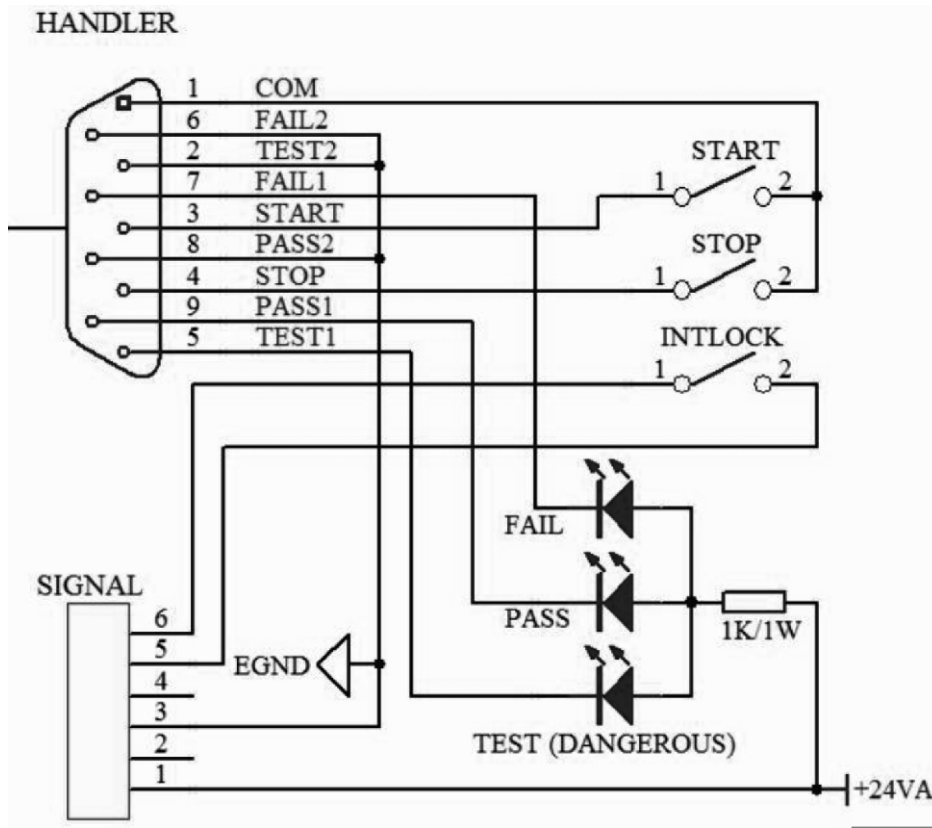 HANDLER
1 COM
6 FAIL2
2 TEST2
7 FAIL1
3 START
8 PASS2
4 STOP
9 PASS1
5 TEST1
START
1 2
STOP
1 2
INTLOCK
1 2
FAIL
PASS
1K/1W
TEST (DANGEROUS)
SIGNAL
6
5
4
3
2
1
EGND
+24VA